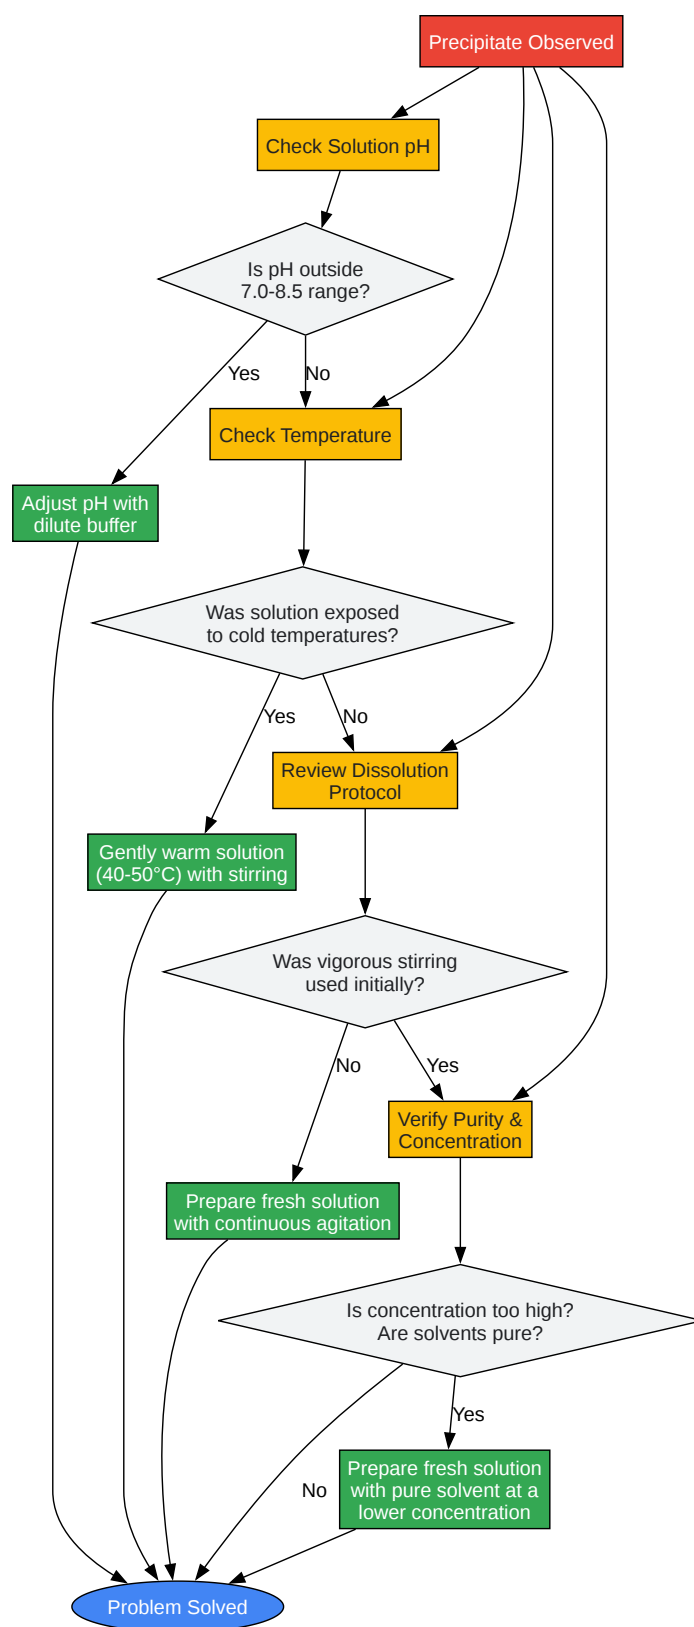 Precipitate Observed
Check Solution pH
Is pH outside
7.0-8.5 range?
Yes
No
Check Temperature
Adjust pH with
dilute buffer
Was solution exposed
to cold temperatures?
Yes
No
Review Dissolution
Protocol
Gently warm solution
(40-50°C) with stirring
Was vigorous stirring
used initially?
No
Yes
Verify Purity &
Concentration
Prepare fresh solution
with continuous agitation
Is concentration too high?
Are solvents pure?
Yes
No
Prepare fresh solution
with pure solvent at a
lower concentration
Problem Solved